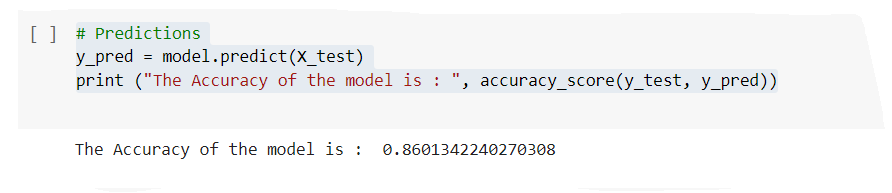 [ ] # Predictions
y_pred = model.predict(X_test)
print ("The Accuracy of the model is : ", accuracy_score(y_test, y_pred))
The Accuracy of the model is :  0.8601342240270308